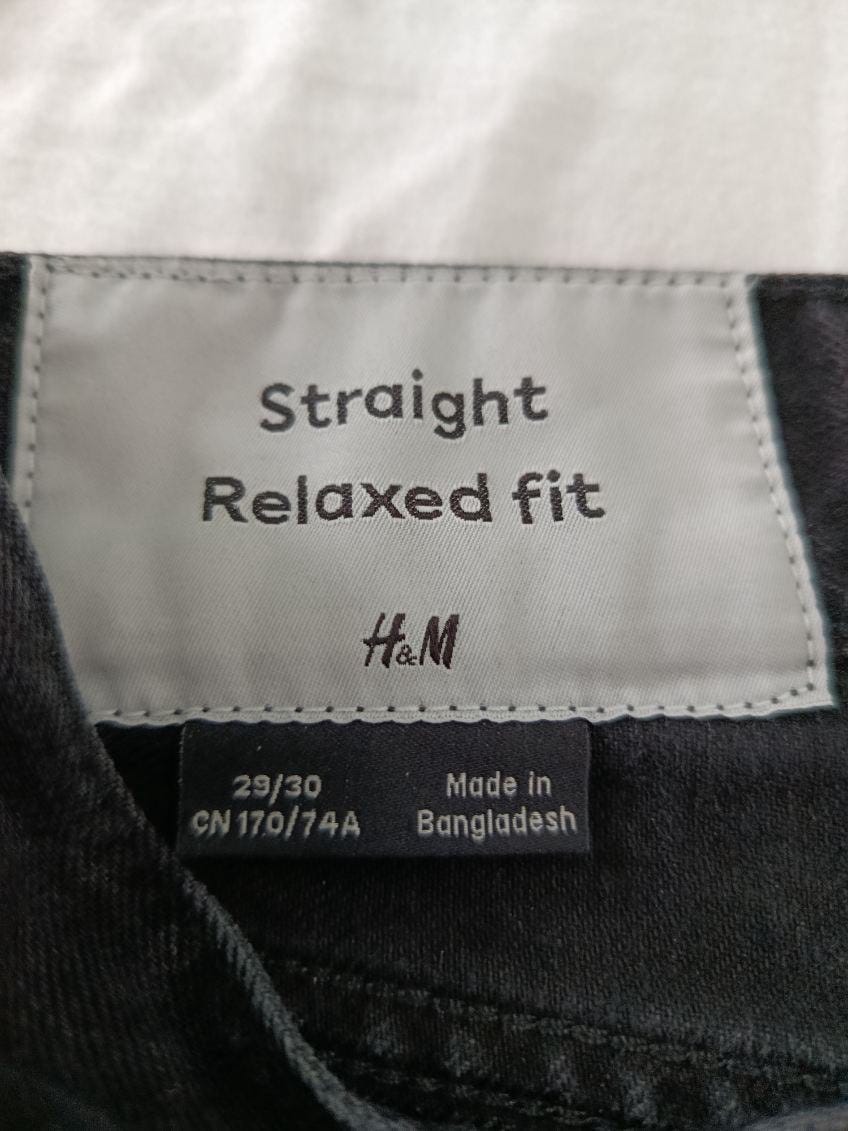 Straight
Relaxed fit
H&M
29/30
CN 170/74A
Made in
Bangladesh